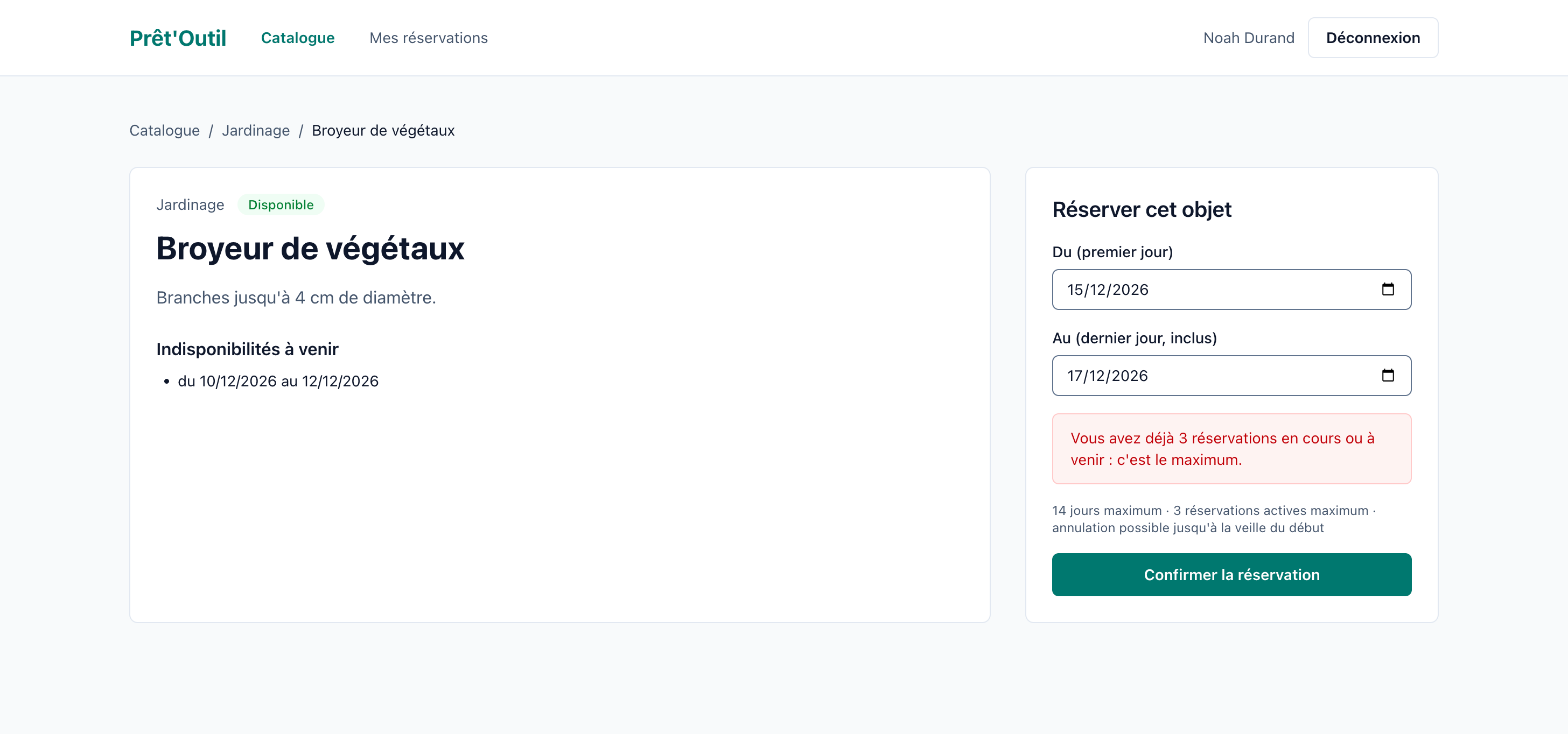 Prêt'Outil
Catalogue
Mes réservations
Noah Durand
Déconnexion
Catalogue / Jardinage / Broyeur de végétaux
Jardinage
Disponible
Broyeur de végétaux
Branches jusqu'à 4 cm de diamètre.
Indisponibilités à venir
• du 10/12/2026 au 12/12/2026
Réserver cet objet
Du (premier jour)
15/12/2026
Au (dernier jour, inclus)
17/12/2026
Vous avez déjà 3 réservations en cours ou à
venir : c'est le maximum.
14 jours maximum · 3 réservations actives maximum ·
annulation possible jusqu'à la veille du début
Confirmer la réservation